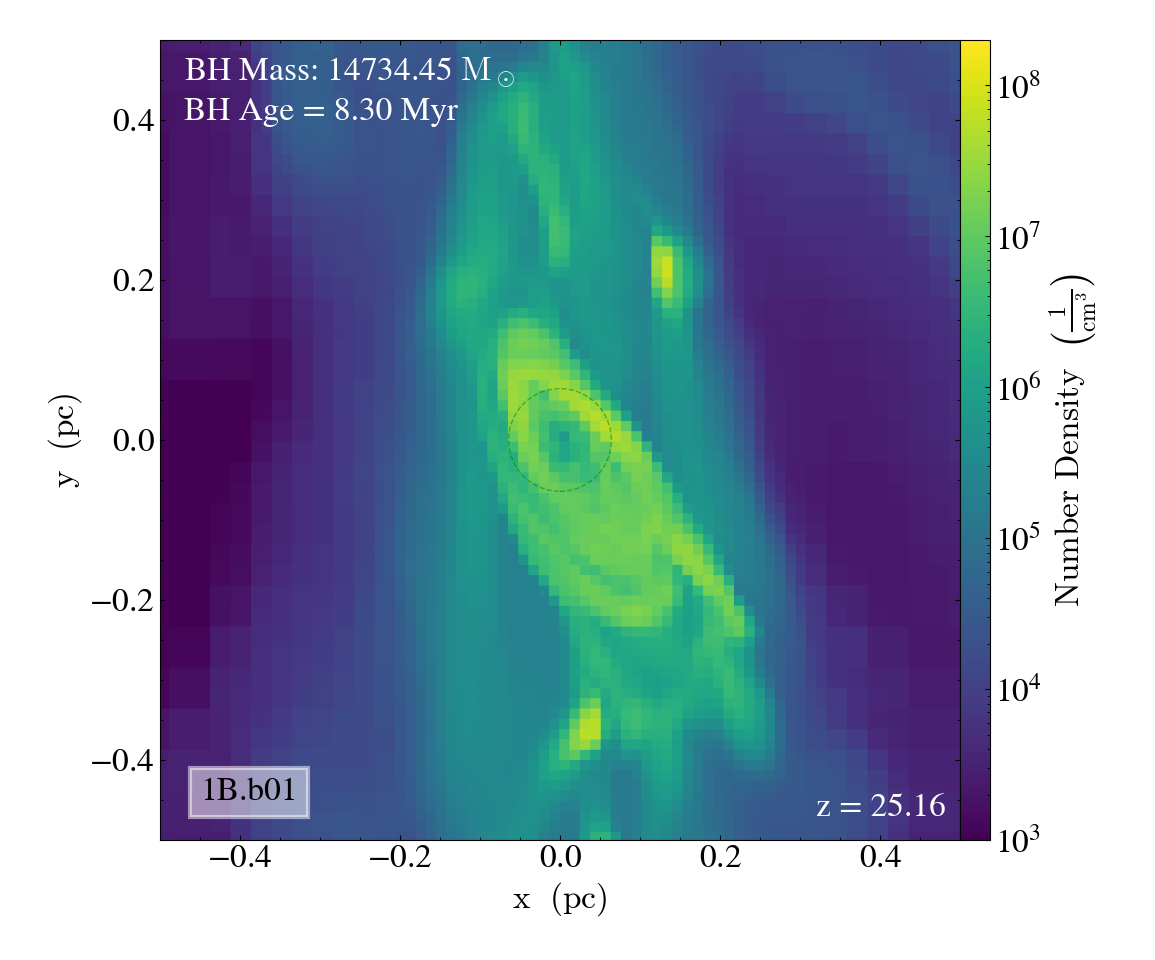 BH Mass: 14734.45 M⊙
BH Age = 8.30 Myr
0.4
0.2
0.0
−0.2
−0.4
y (pc)
1B.b01
z = 25.16
−0.4 −0.2 0.0 0.2 0.4
x (pc)
10⁸
10⁷
10⁶
10⁵
10⁴
10³
Number Density (1/cm³)